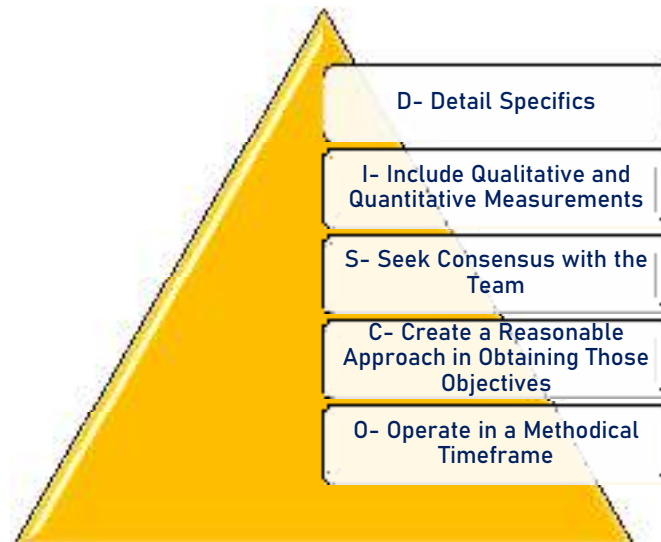 D- Detail Specifics
I- Include Qualitative and
Quantitative Measurements
S- Seek Consensus with the
Team
C- Create a Reasonable
Approach in Obtaining Those
Objectives
O- Operate in a Methodical
Timeframe